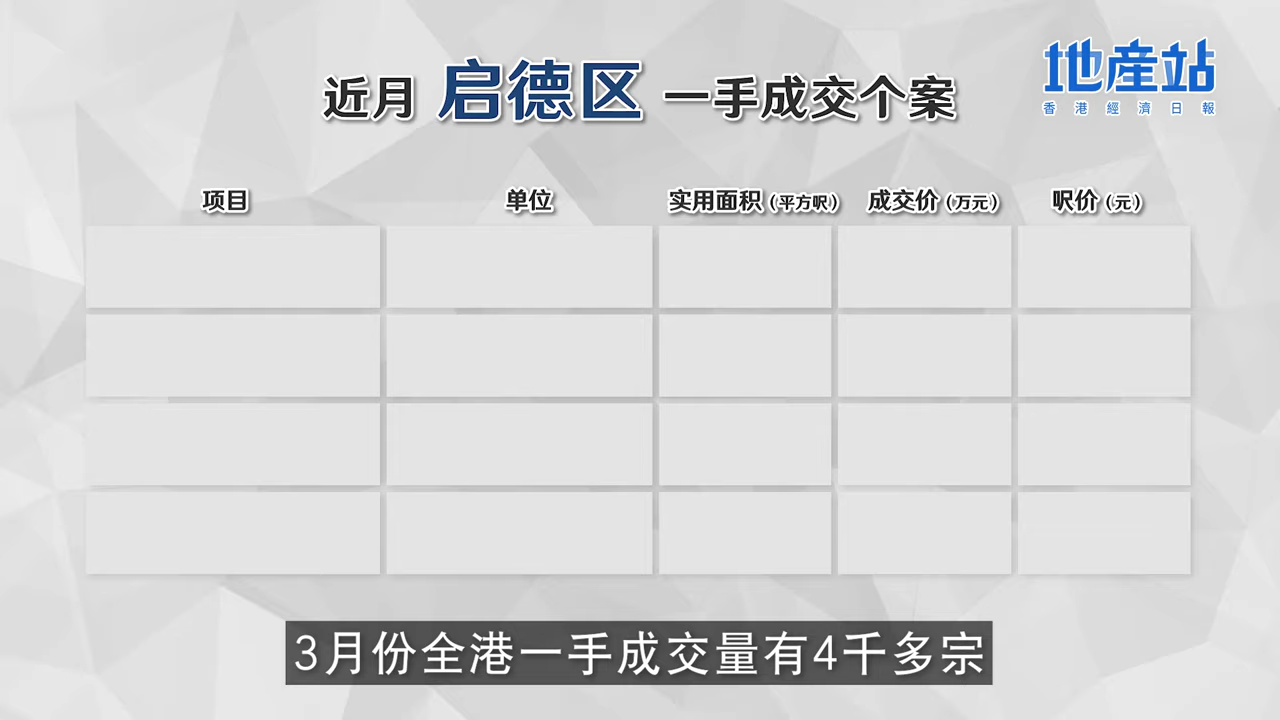 近月 启德区 一手成交个案
地産站
香港經濟日報
项目 单位 实用面积(平方呎) 成交价(万元) 呎价(元)
3月份全港一手成交量有4千多宗